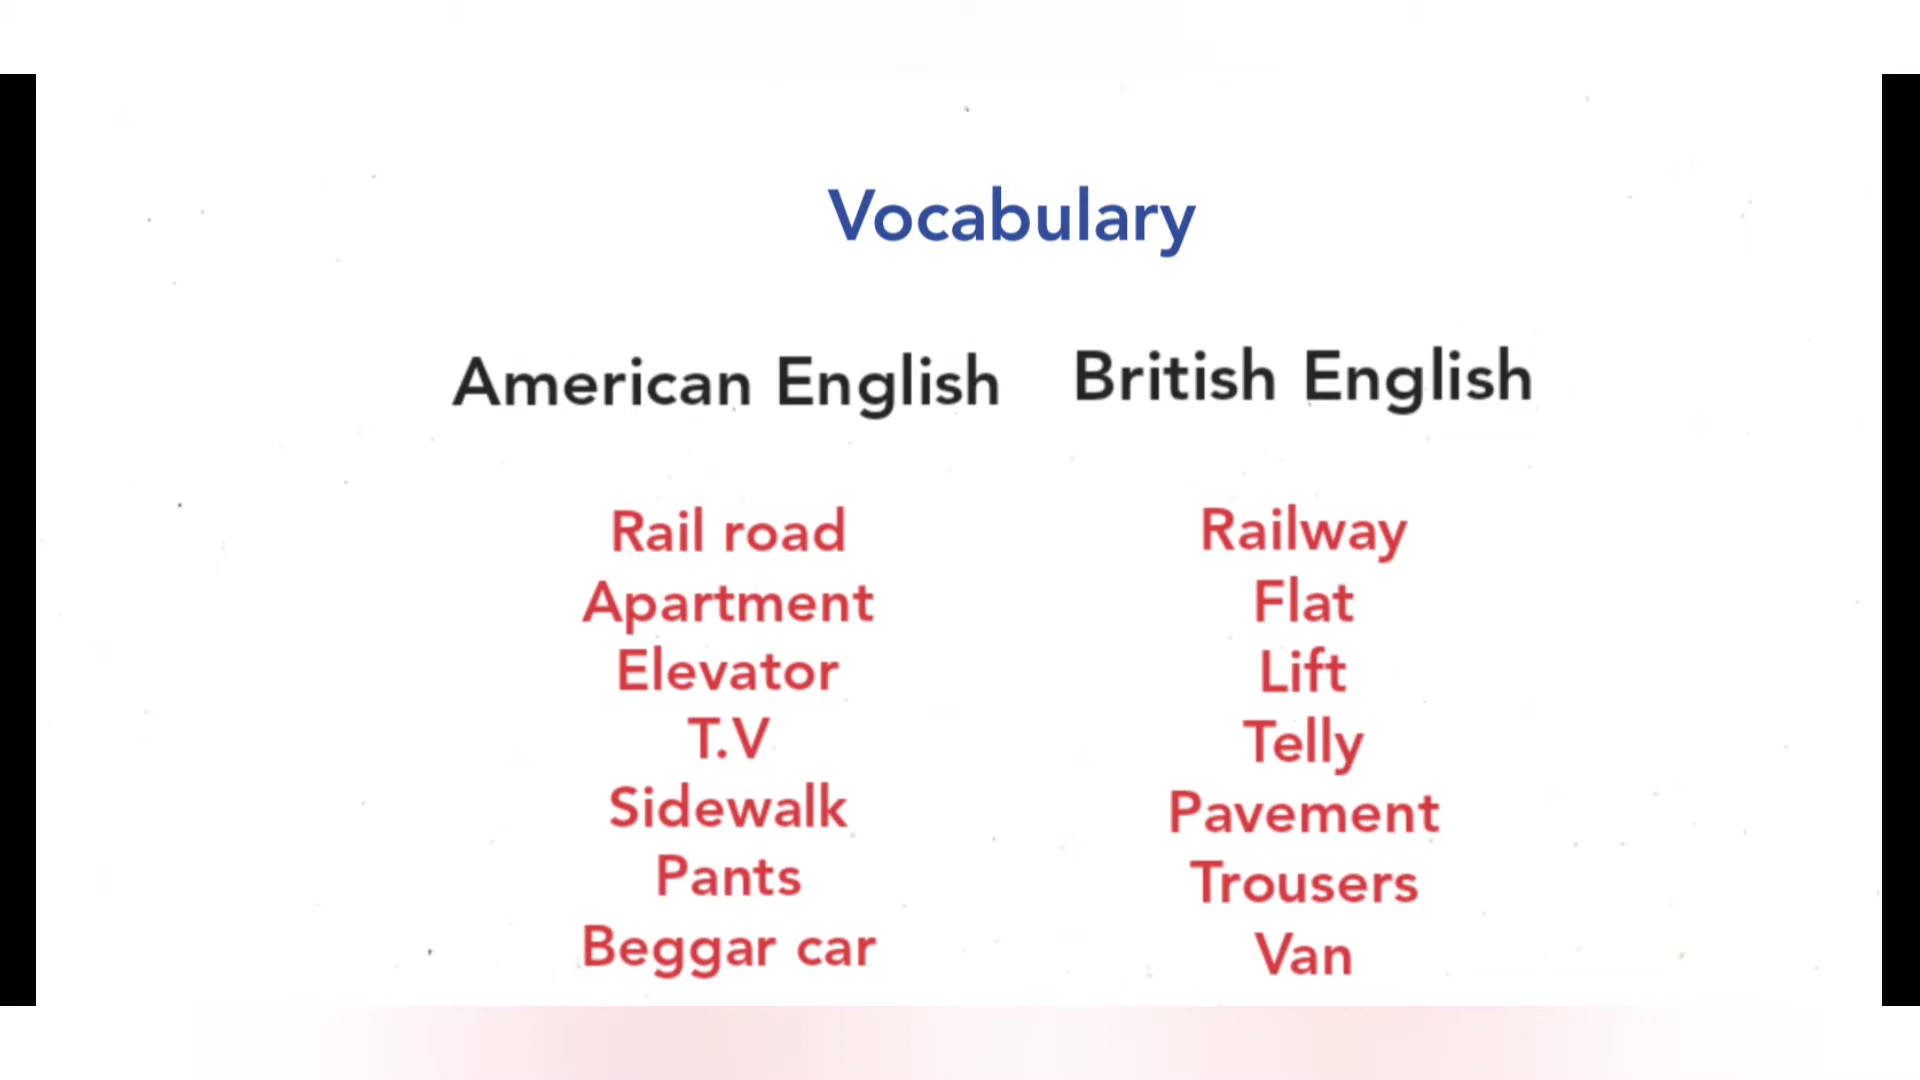 Vocabulary
American English
British English
Rail road
Railway
Apartment
Flat
Elevator
Lift
T.V
Telly
Sidewalk
Pavement
Pants
Trousers
Beggar car
Van